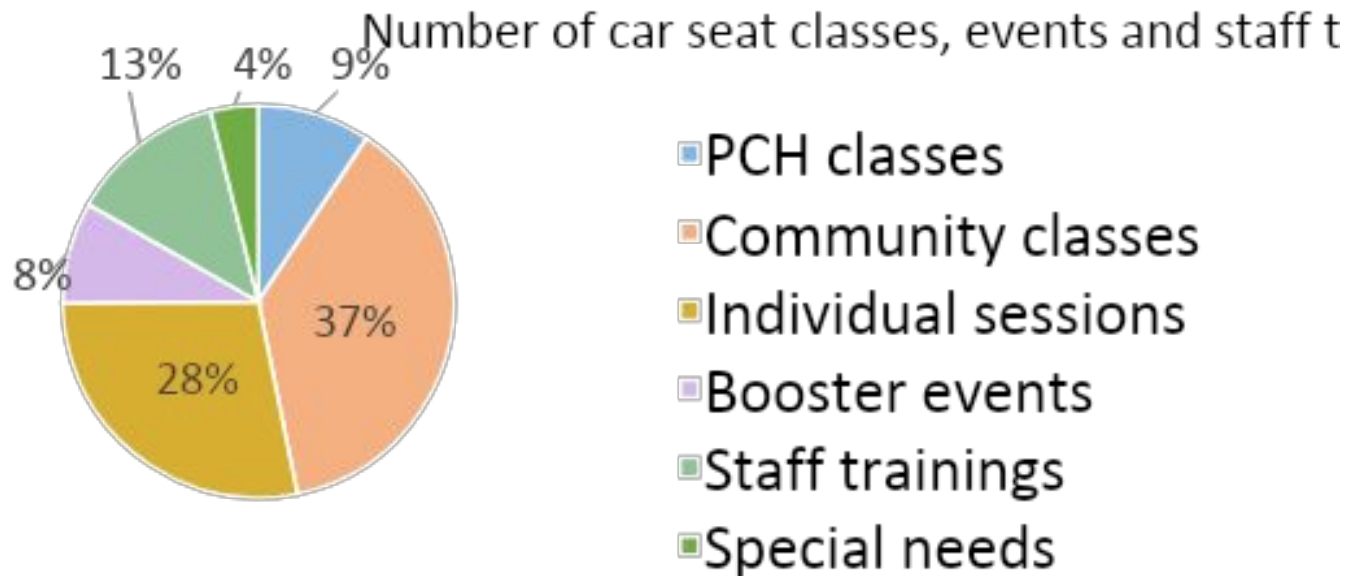 Number of car seat classes, events and staff t
13% 4% 9%
8%
37%
28%
PCH classes
Community classes
Individual sessions
Booster events
Staff trainings
Special needs